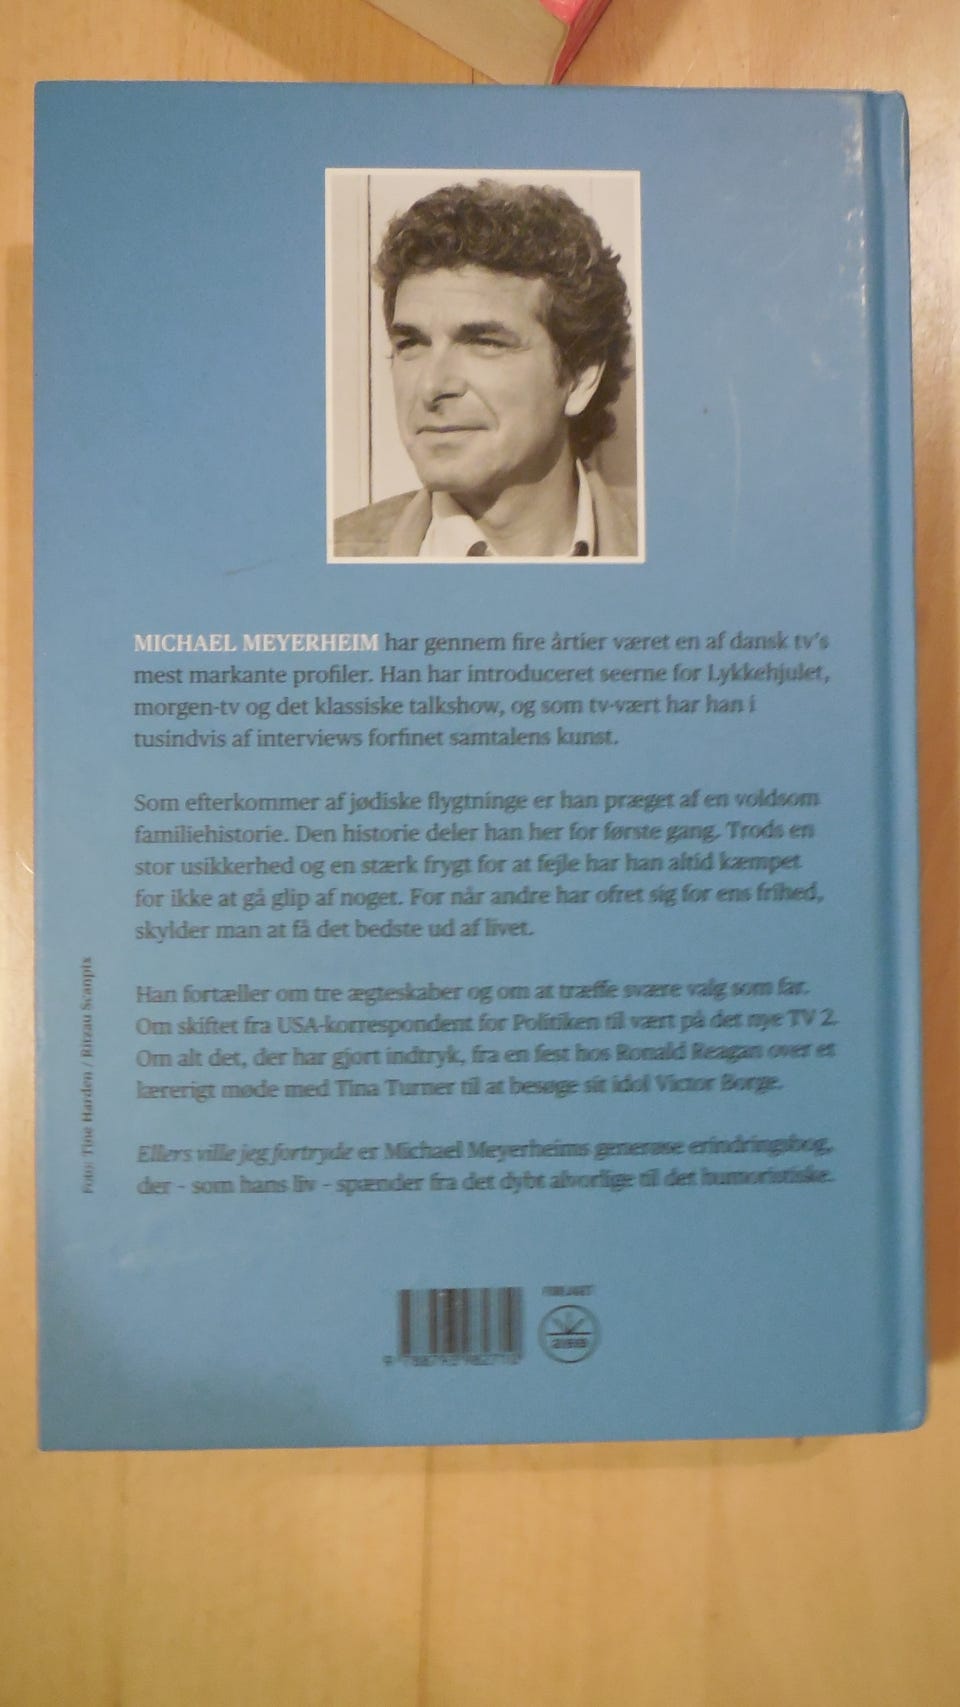 MICHAEL MEYERHEIM har gennem fire årtier været en af dansk tv's
mest markante profiler. Han har introduceret seerne for Lykkehjulet,
morgen-tv og det klassiske talkshow, og som tv-vært har han i
tusindvis af interviews forfinet samtalens kunst.
Som efterkommer af jødiske flygtninge er han præget af en voldsom
familiehistorie. Den historie deler han her for første gang. Trods en
stor usikkerhed og en stærk frygt for at fejle har han altid kæmpet
for ikke at gå glip af noget. For når andre har ofret sig for ens frihed,
skylder man at få det bedste ud af livet.
Han fortæller om tre ægteskaber og om at træffe svære valg som far.
Om skiftet fra USA-korrespondent for Politiken til vært på det nye TV 2.
Om alt det, der har gjort indtryk, fra en fest hos Ronald Reagan over et
lærerigt møde med Tina Turner til at besøge sit idol Victor Borge.
Ellers ville jeg fortryde er Michael Meyerheims generøse erindringsbog,
der – som hans liv – spænder fra det dybt alvorlige til det humoristiske.
Foto: Tine Harden / Ritzau Scanpix
FORLAGET